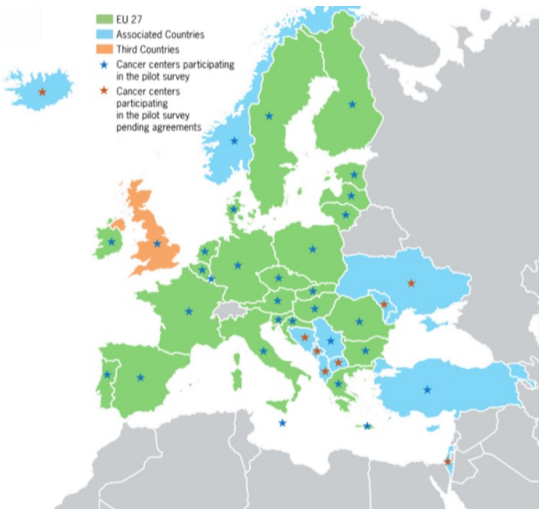 EU 27
Associated Countries
Third Countries
Cancer centers participating
in the pilot survey
Cancer centers
participating
in the pilot survey
pending agreements